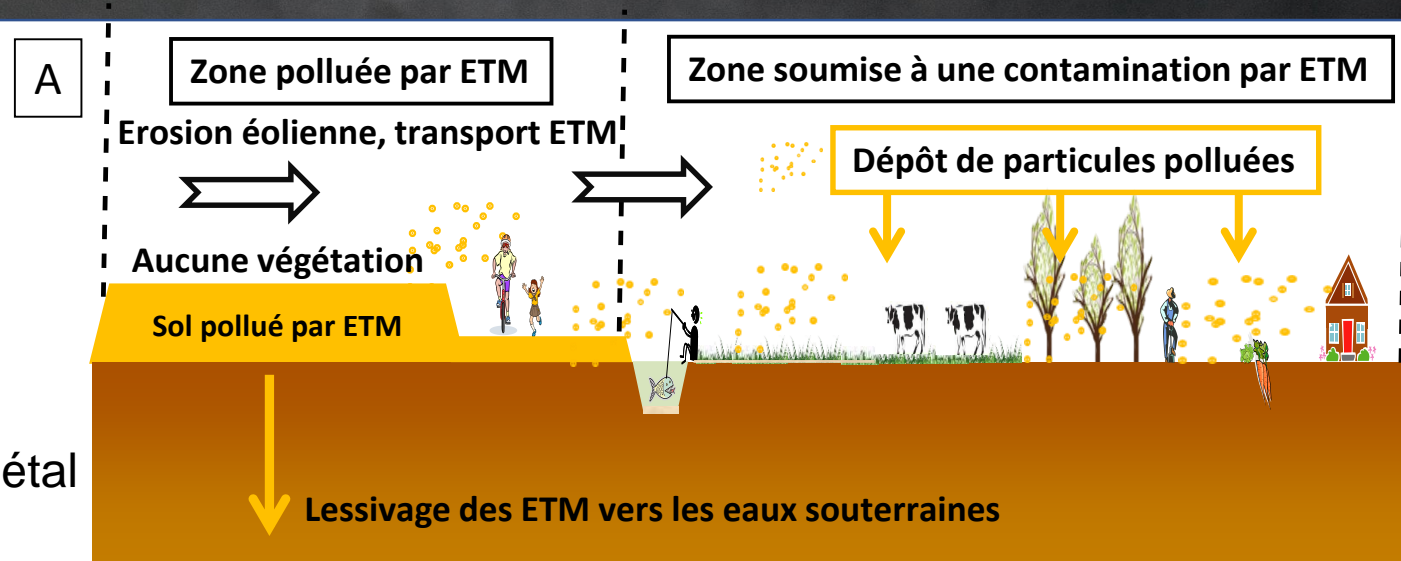 A
Zone polluée par ETM
Zone soumise à une contamination par ETM
Erosion éolienne, transport ETM
Dépôt de particules polluées
Aucune végétation
Sol pollué par ETM
étal
Lessivage des ETM vers les eaux souterraines